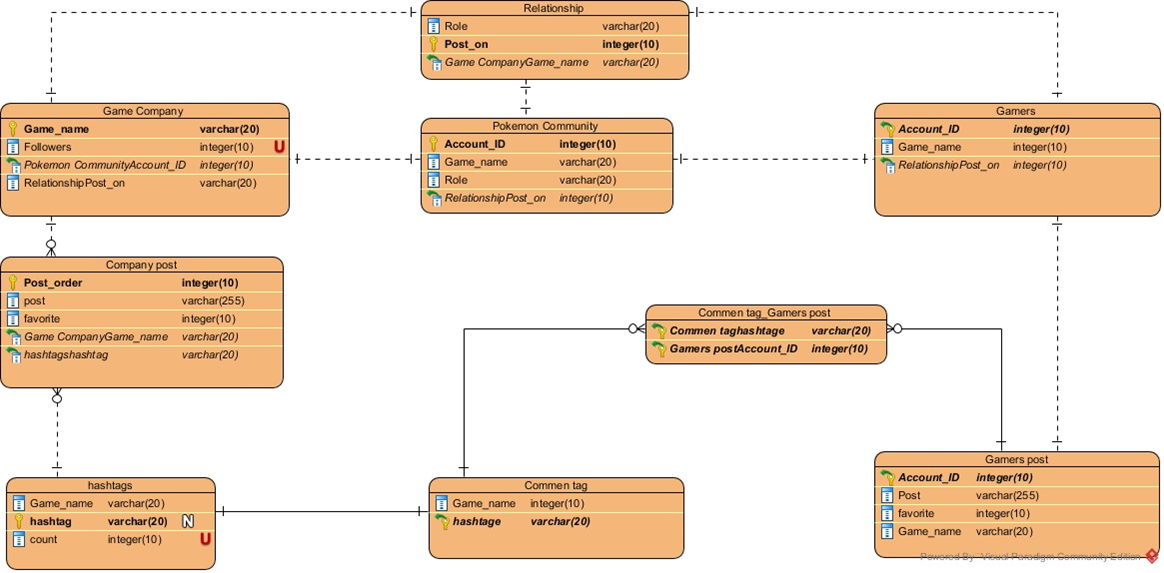 Relationship
Role varchar(20)
Post_on integer(10)
Game CompanyGame_name varchar(20)
Game Company
Game_name varchar(20)
Followers integer(10) U
Pokemon CommunityAccount_ID integer(10)
RelationshipPost_on varchar(20)
Pokemon Community
Account_ID integer(10)
Game_name varchar(20)
Role varchar(20)
RelationshipPost_on integer(10)
Gamers
Account_ID integer(10)
Game_name integer(10)
RelationshipPost_on integer(10)
Company post
Post_order integer(10)
post varchar(255)
favorite integer(10)
Game CompanyGame_name varchar(20)
hashtagshashtag varchar(20)
Commen tag_Gamers post
Commen taghashtage varchar(20)
Gamers postAccount_ID integer(10)
hashtags
Game_name varchar(20)
hashtag varchar(20) N
count integer(10) U
Commen tag
Game_name integer(10)
hashtage varchar(20)
Gamers post
Account_ID integer(10)
Post varchar(255)
favorite integer(10)
Game_name varchar(20)
Powered By Visual Paradigm Community Edition